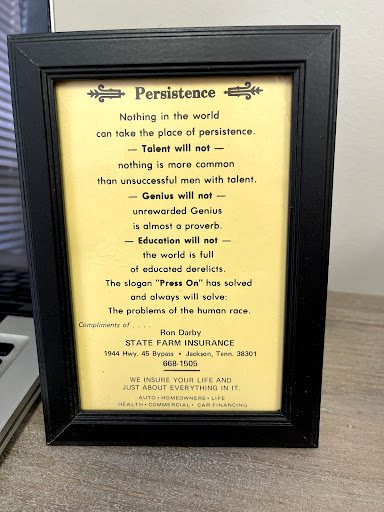 Persistence
Nothing in the world
can take the place of persistence.
— Talent will not —
nothing is more common
than unsuccessful men with talent.
— Genius will not —
unrewarded Genius
is almost a proverb.
— Education will not —
the world is full
of educated derelicts.
The slogan "Press On" has solved
and always will solve:
The problems of the human race.
Compliments of . . . .
Ron Darby
STATE FARM INSURANCE
1944 Hwy. 45 Bypass • Jackson, Tenn. 38301
668-1505
WE INSURE YOUR LIFE AND
JUST ABOUT EVERYTHING IN IT.
AUTO • HOMEOWNERS • LIFE
HEALTH • COMMERCIAL • CAR FINANCING